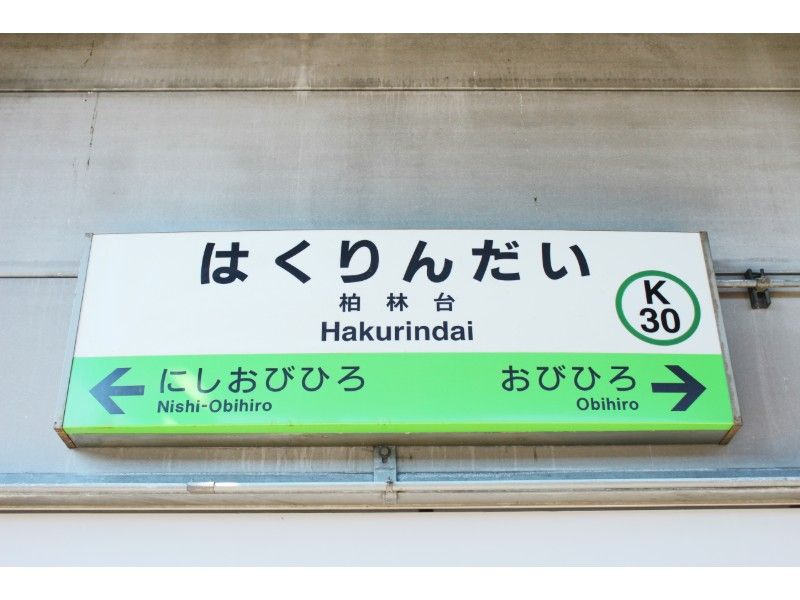 はくりんだい
柏林台
Hakurindai
K
30
にしおびひろ
Nishi-Obihiro
おびひろ
Obihiro